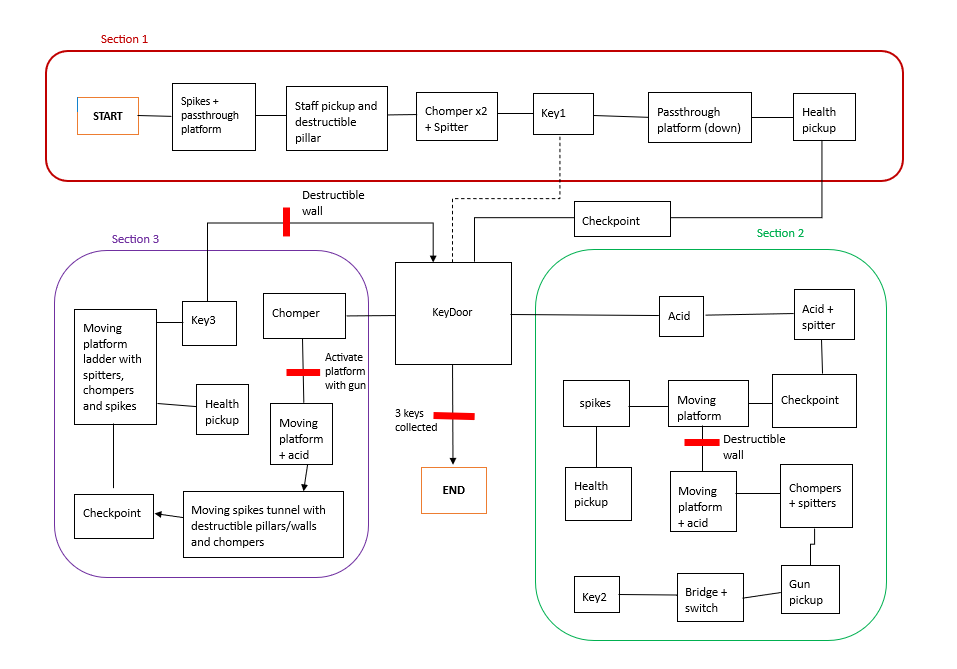 Section 1
START
Spikes +
passthrough
platform
Staff pickup and
destructible
pillar
Chomper x2
+ Spitter
Key1
Passthrough
platform (down)
Health
pickup
Destructible
wall
Checkpoint
Section 3
Section 2
Moving
platform
ladder with
spitters,
chompers
and spikes
Key3
Chomper
KeyDoor
Acid
Acid +
spitter
Activate
platform
with gun
Health
pickup
Moving
platform
+ acid
3 keys
collected
spikes
Moving
platform
Checkpoint
Destructible
wall
Checkpoint
Moving spikes tunnel with
destructible pillars/walls
and chompers
END
Health
pickup
Moving
platform
+ acid
Chompers
+ spitters
Key2
Bridge +
switch
Gun
pickup